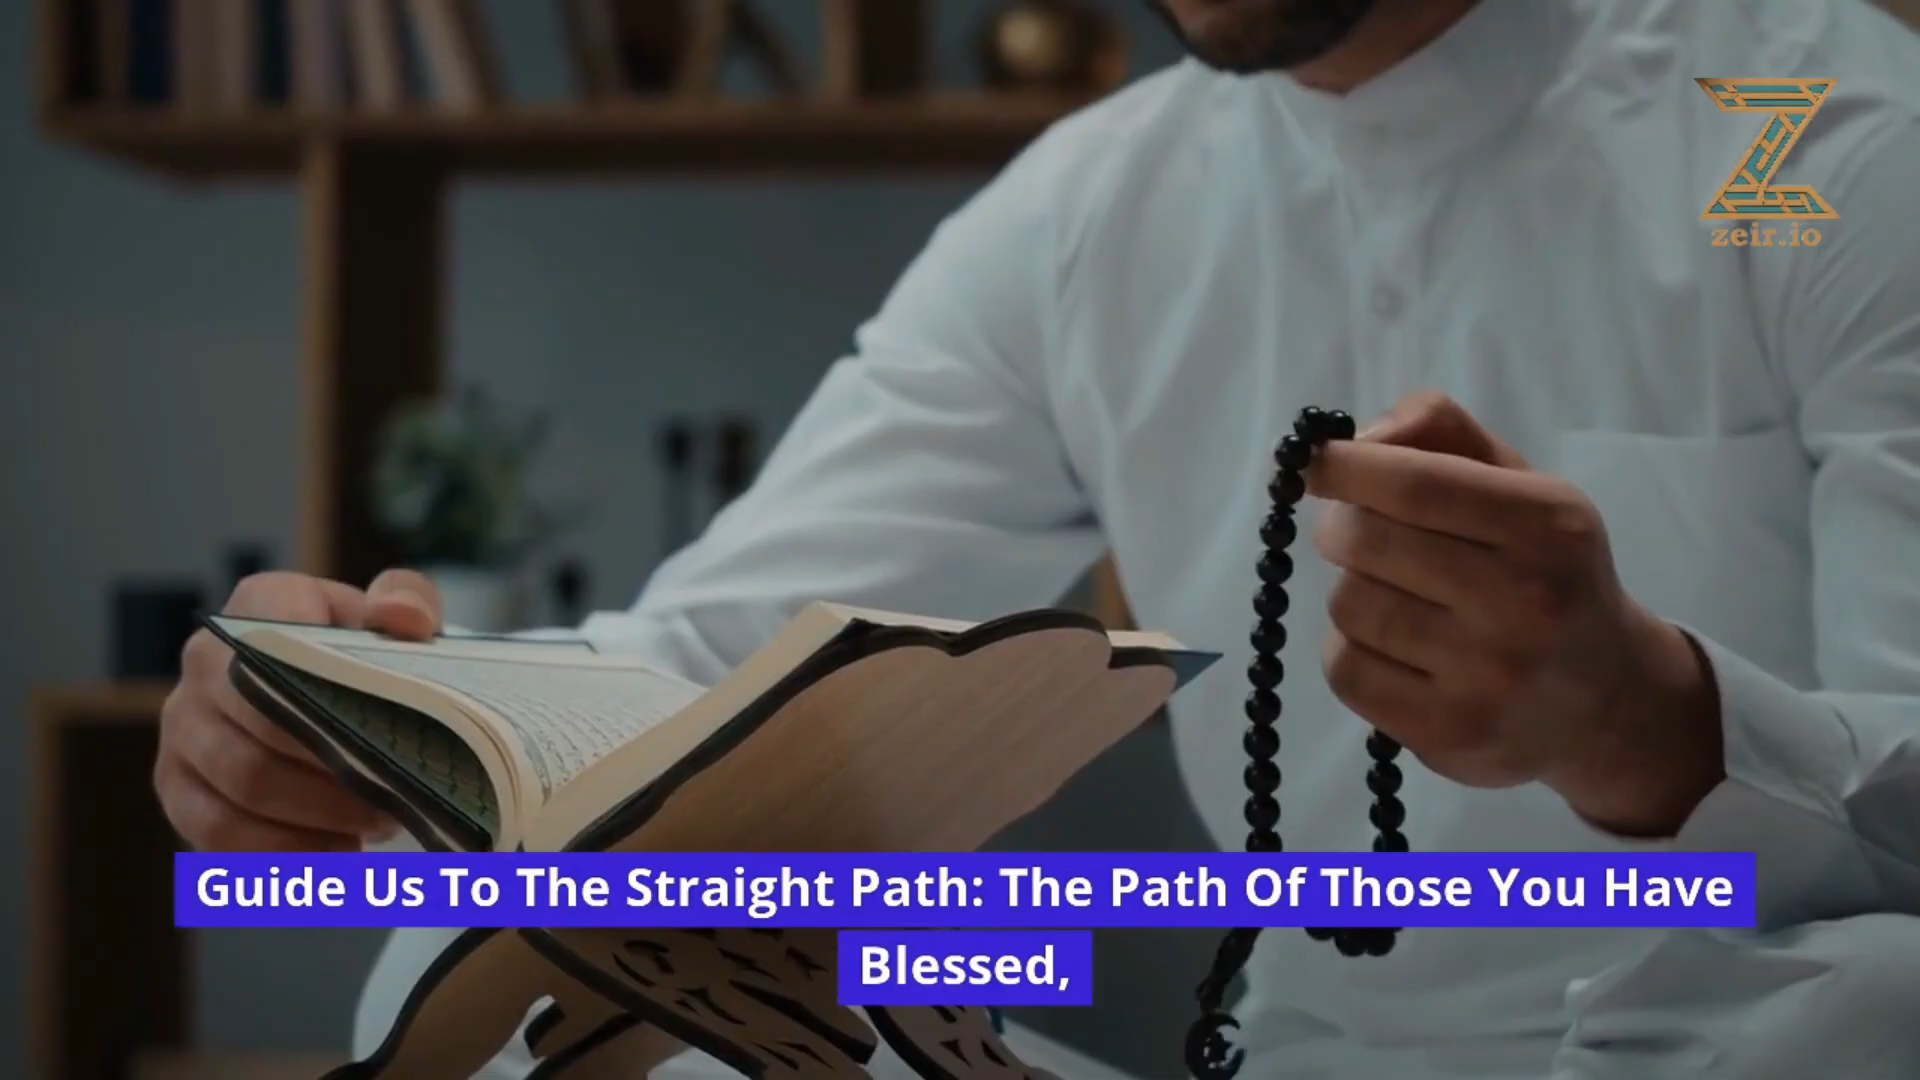 zeir.io
Guide Us To The Straight Path: The Path Of Those You Have
Blessed,